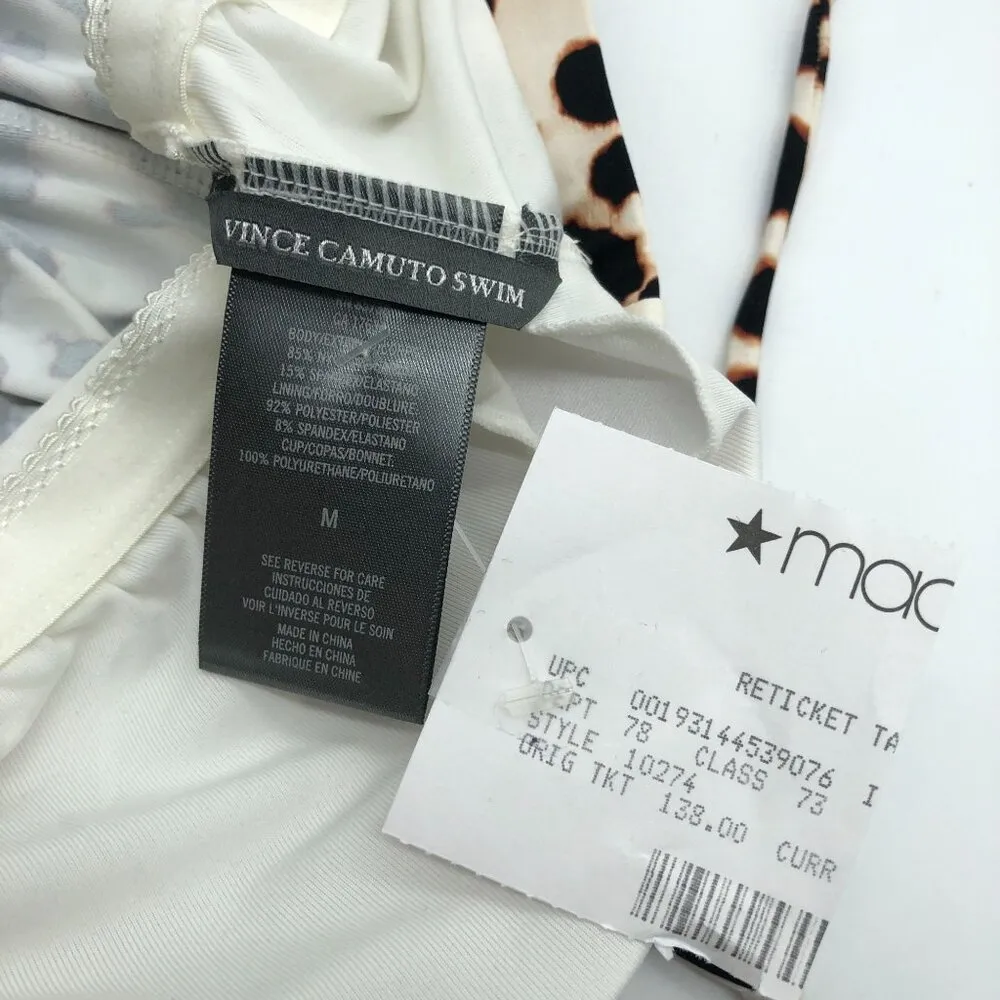 VINCE CAMUTO SWIM
85%
15%
LINING/FORRO/DOUBLURE:
92% POLYESTER/POLIESTER
8% SPANDEX/ELASTANO
CUP/COPAS/BONNET:
100% POLYURETHANE/POLIURETANO
M
SEE REVERSE FOR CARE
INSTRUCCIONES DE
CUIDADO AL REVERSO
VOIR L'INVERSE POUR LE SOIN
MADE IN CHINA
HECHO EN CHINA
FABRIQUE EN CHINE
★mac
RETICKET TA
UPC 00193144539076 I
DEPT 78 CLASS 73
STYLE 10274
ORIG TKT 138.00 CURR